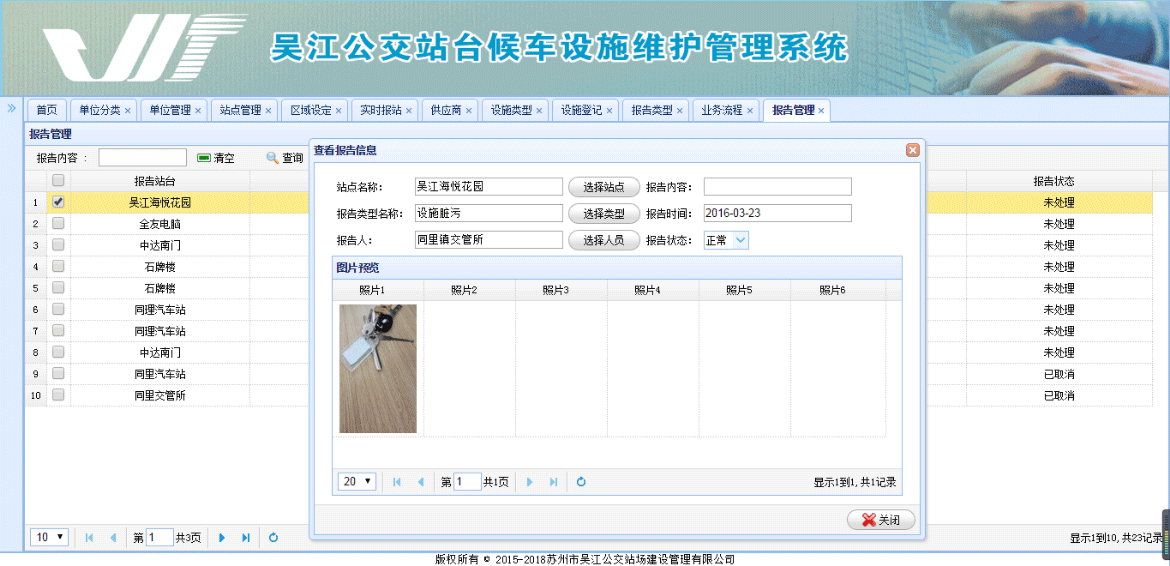 吴江公交站台候车设施维护管理系统
首页 单位分类 单位管理 站点管理 区域设定 实时报站 供应商 设施类型 设施登记 报告类型 业务流程 报告管理
报告管理
报告内容： 清空 查询
报告站台 报告状态
1 吴江海悦花园 未处理
2 全友电脑 未处理
3 中达南门 未处理
4 石牌楼 未处理
5 石牌楼 未处理
6 同理汽车站 未处理
7 同理汽车站 未处理
8 中达南门 未处理
9 同里汽车站 已取消
10 同里交管所 已取消
查看报告信息
站点名称： 吴江海悦花园 选择站点 报告内容：
报告类型名称： 设施脏污 选择类型 报告时间： 2016-03-23
报告人： 同里镇交管所 选择人员 报告状态： 正常
图片预览
照片1 照片2 照片3 照片4 照片5 照片6
20 第 1 共1页 显示1到1, 共1记录
关闭
10 第 1 共3页 显示1到10, 共23记录
版权所有 © 2015-2018苏州市吴江公交站场建设管理有限公司